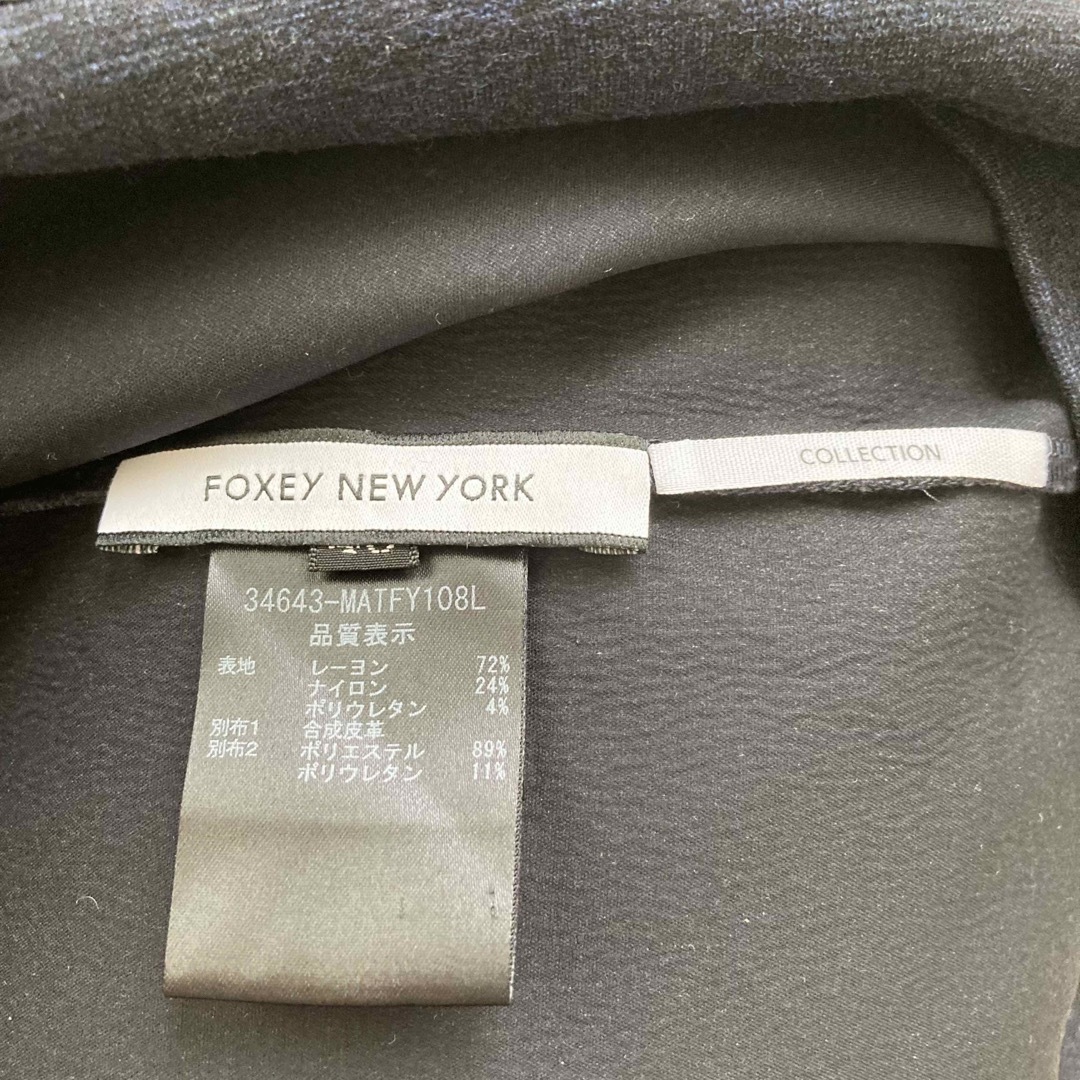 FOXEY NEW YORK
COLLECTION
34643-MATFY108L
品質表示
表地 レーヨン 72%
ナイロン 24%
ポリウレタン 4%
別布1 合成皮革
別布2 ポリエステル 89%
ポリウレタン 11%